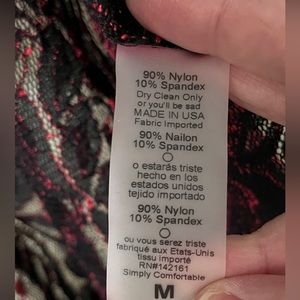 90% Nylon
10% Spandex
Dry Clean Only
or you'll be sad
MADE IN USA
Fabric Imported
90% Nailon
10% Spandex
o estarás triste
hecho en los
estados unidos
tejido importado
90% Nylon
10% Spandex
ou vous serez triste
fabriqué aux Etats-Unis
tissu importé
RN#142161
Simply Comfortable
M